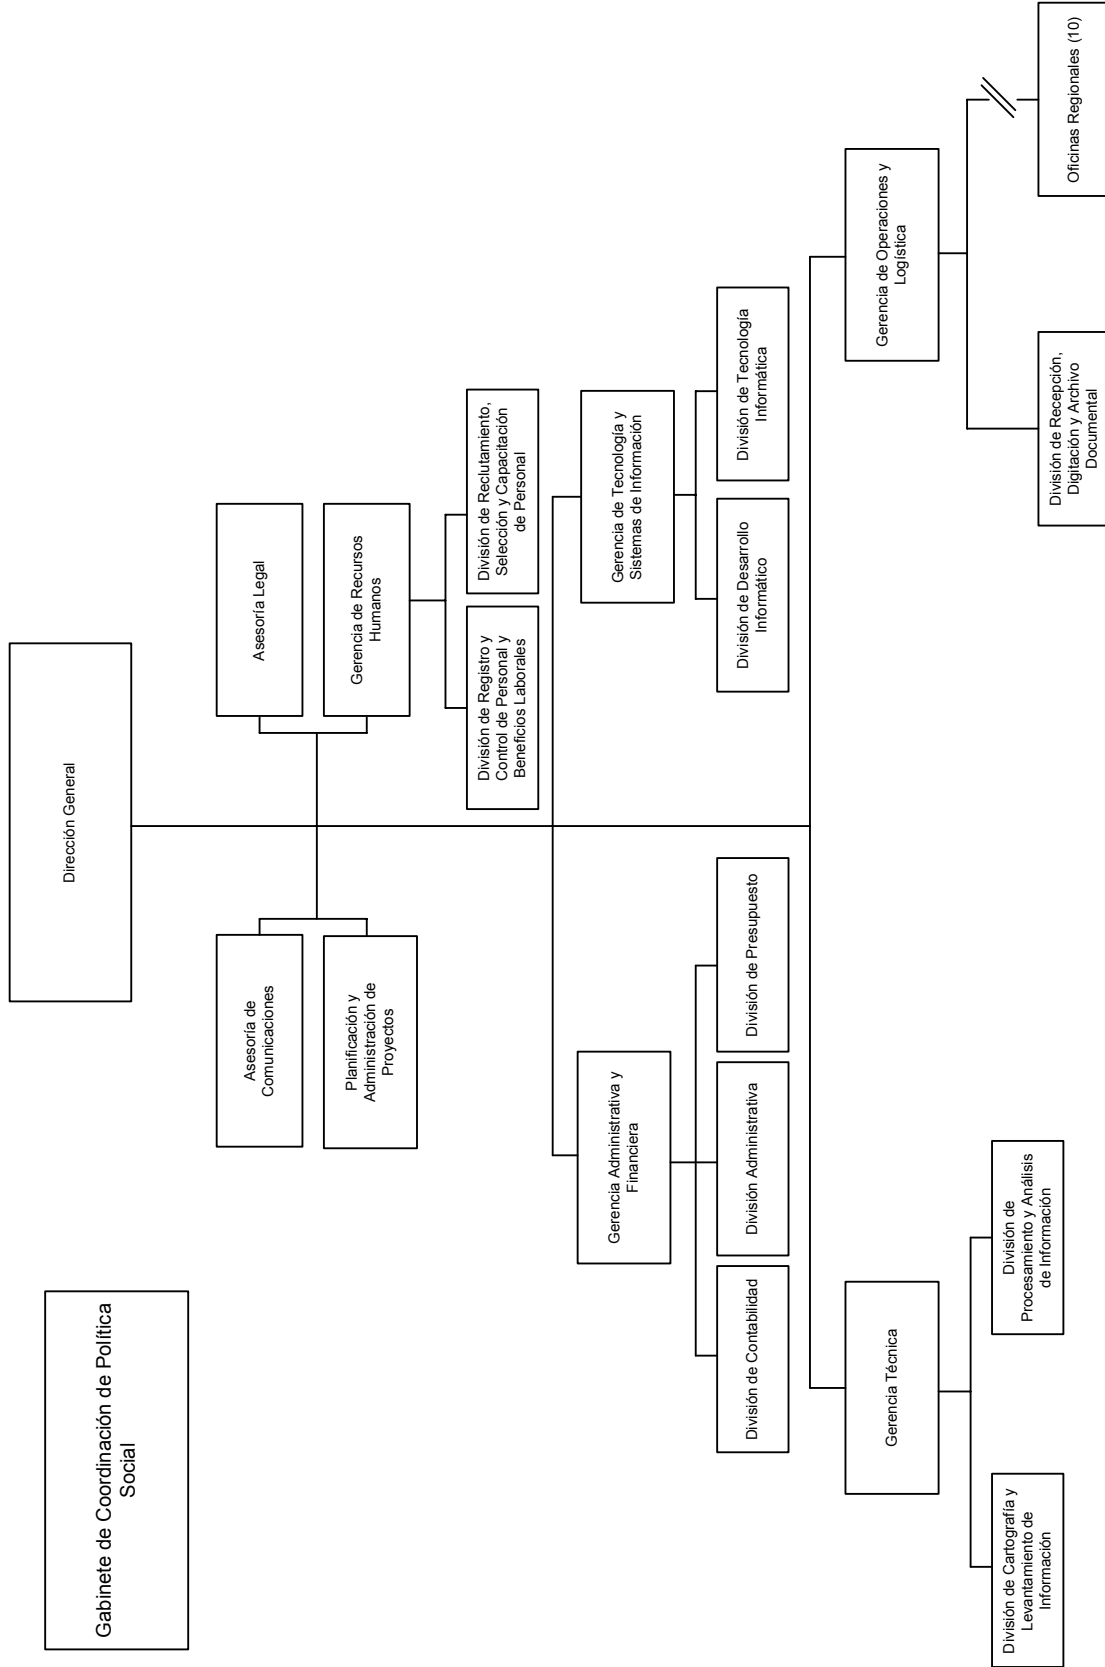 Gabinete de Coordinación de Política
Social
Dirección General
Asesoría de
Comunicaciones
Asesoría Legal
Planificación y
Administración de
Proyectos
Gerencia de Recursos
Humanos
División de Registro y
Control de Personal y
Beneficios Laborales
División de Reclutamiento,
Selección y Capacitación
de Personal
Gerencia Administrativa y
Financiera
Gerencia de Tecnología y
Sistemas de Información
División de Contabilidad
División Administrativa
División de Presupuesto
División de Desarrollo
Informático
División de Tecnología
Informática
Gerencia Técnica
Gerencia de Operaciones y
Logística
División de Cartografía y
Levantamiento de
Información
División de
Procesamiento y Análisis
de Información
División de Recepción,
Digitación y Archivo
Documental
Oficinas Regionales (10)